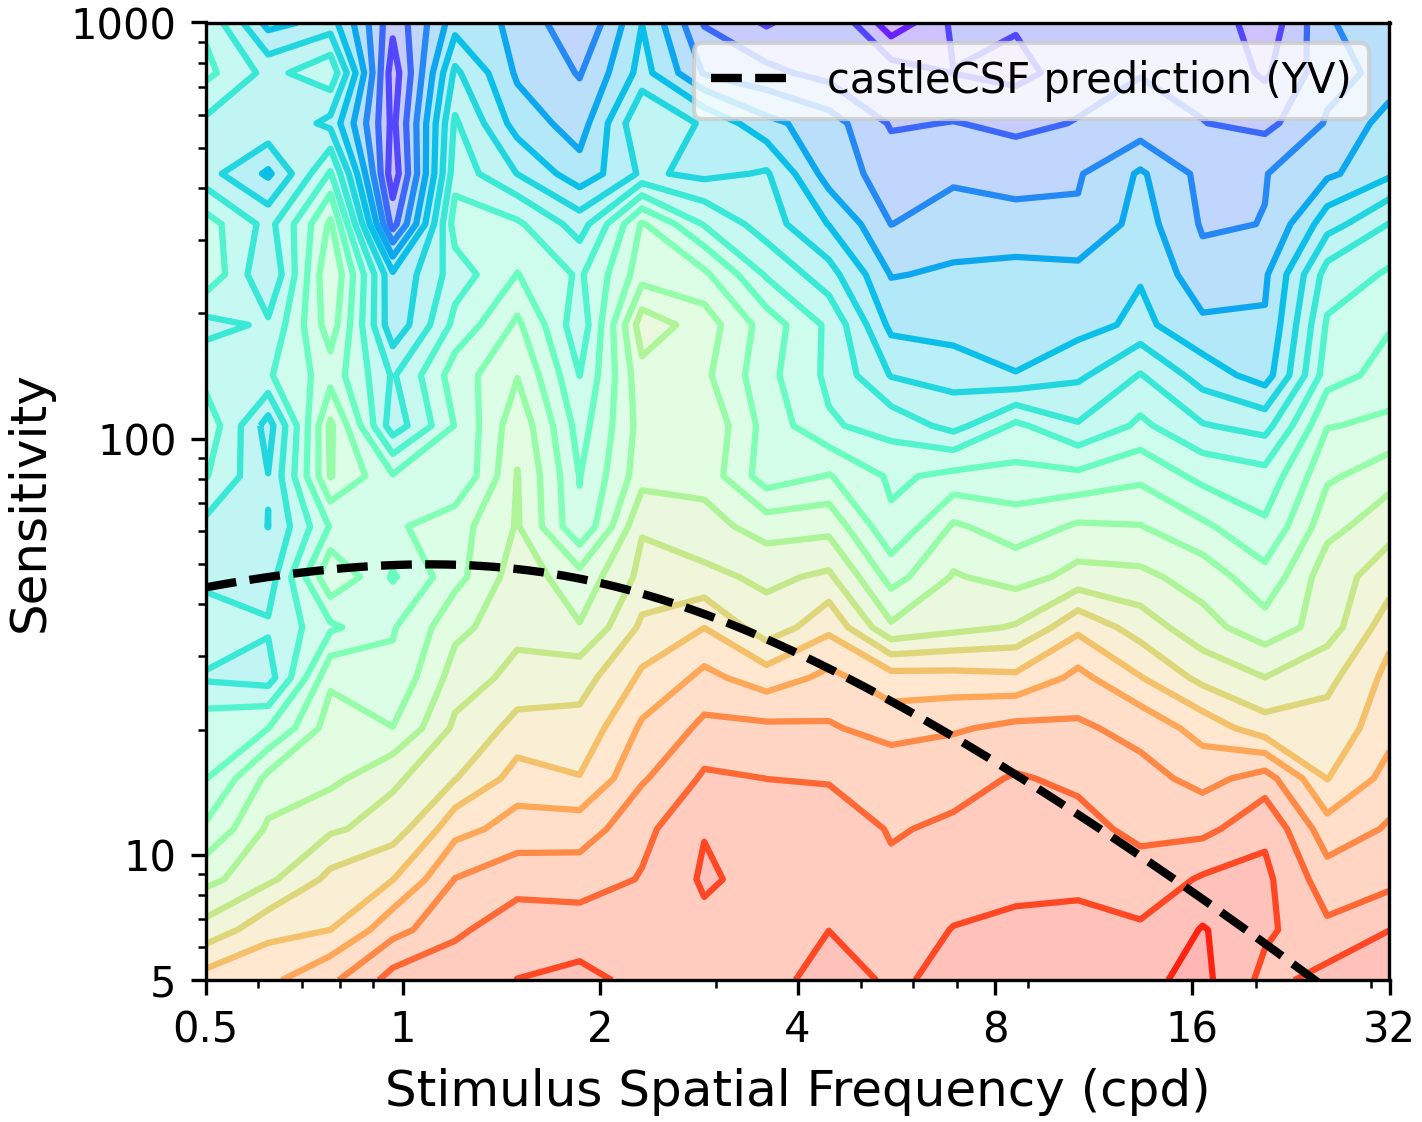 1000
100
10
5
Sensitivity
castleCSF prediction (YV)
0.5 1 2 4 8 16 32
Stimulus Spatial Frequency (cpd)